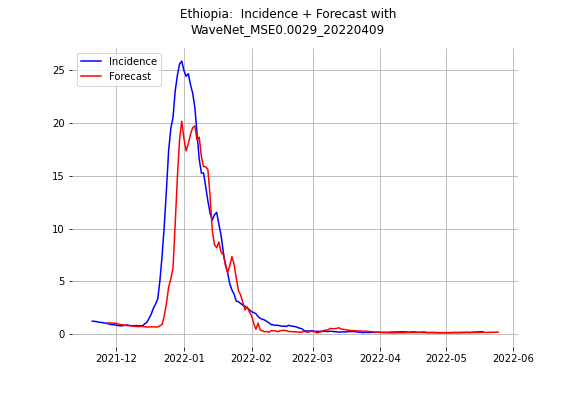 Ethiopia:  Incidence + Forecast with
WaveNet_MSE0.0029_20220409
Incidence
Forecast
25
20
15
10
5
0
2021-12 2022-01 2022-02 2022-03 2022-04 2022-05 2022-06